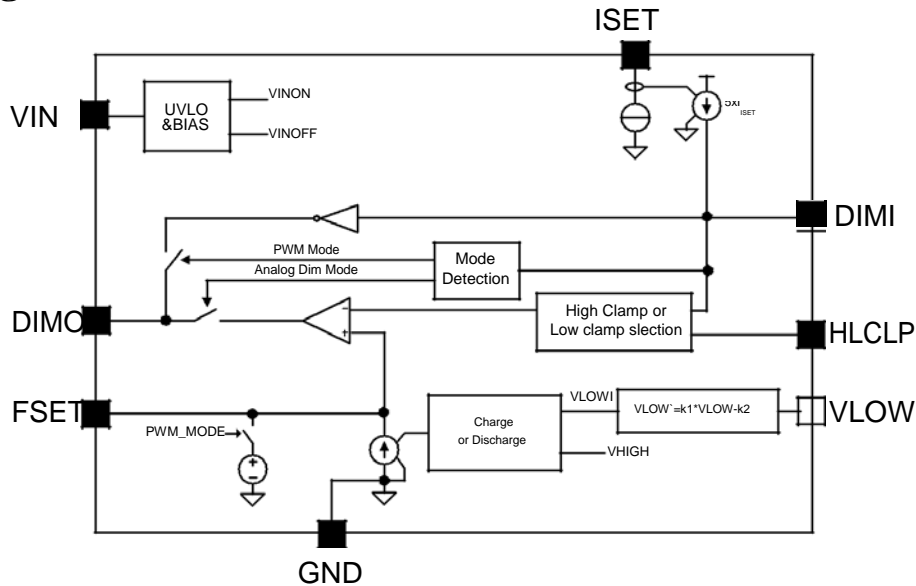 ISET
VIN
UVLO
&BIAS
VINON
VINOFF
ISET
DIMI
PWM Mode
Analog Dim Mode
Mode
Detection
DIMO
High Clamp or
Low clamp slection
HLCLP
FSET
PWM_MODE
Charge
or Discharge
VLOWI
VHIGH
VLOW`=k1*VLOW-k2
VLOW
GND